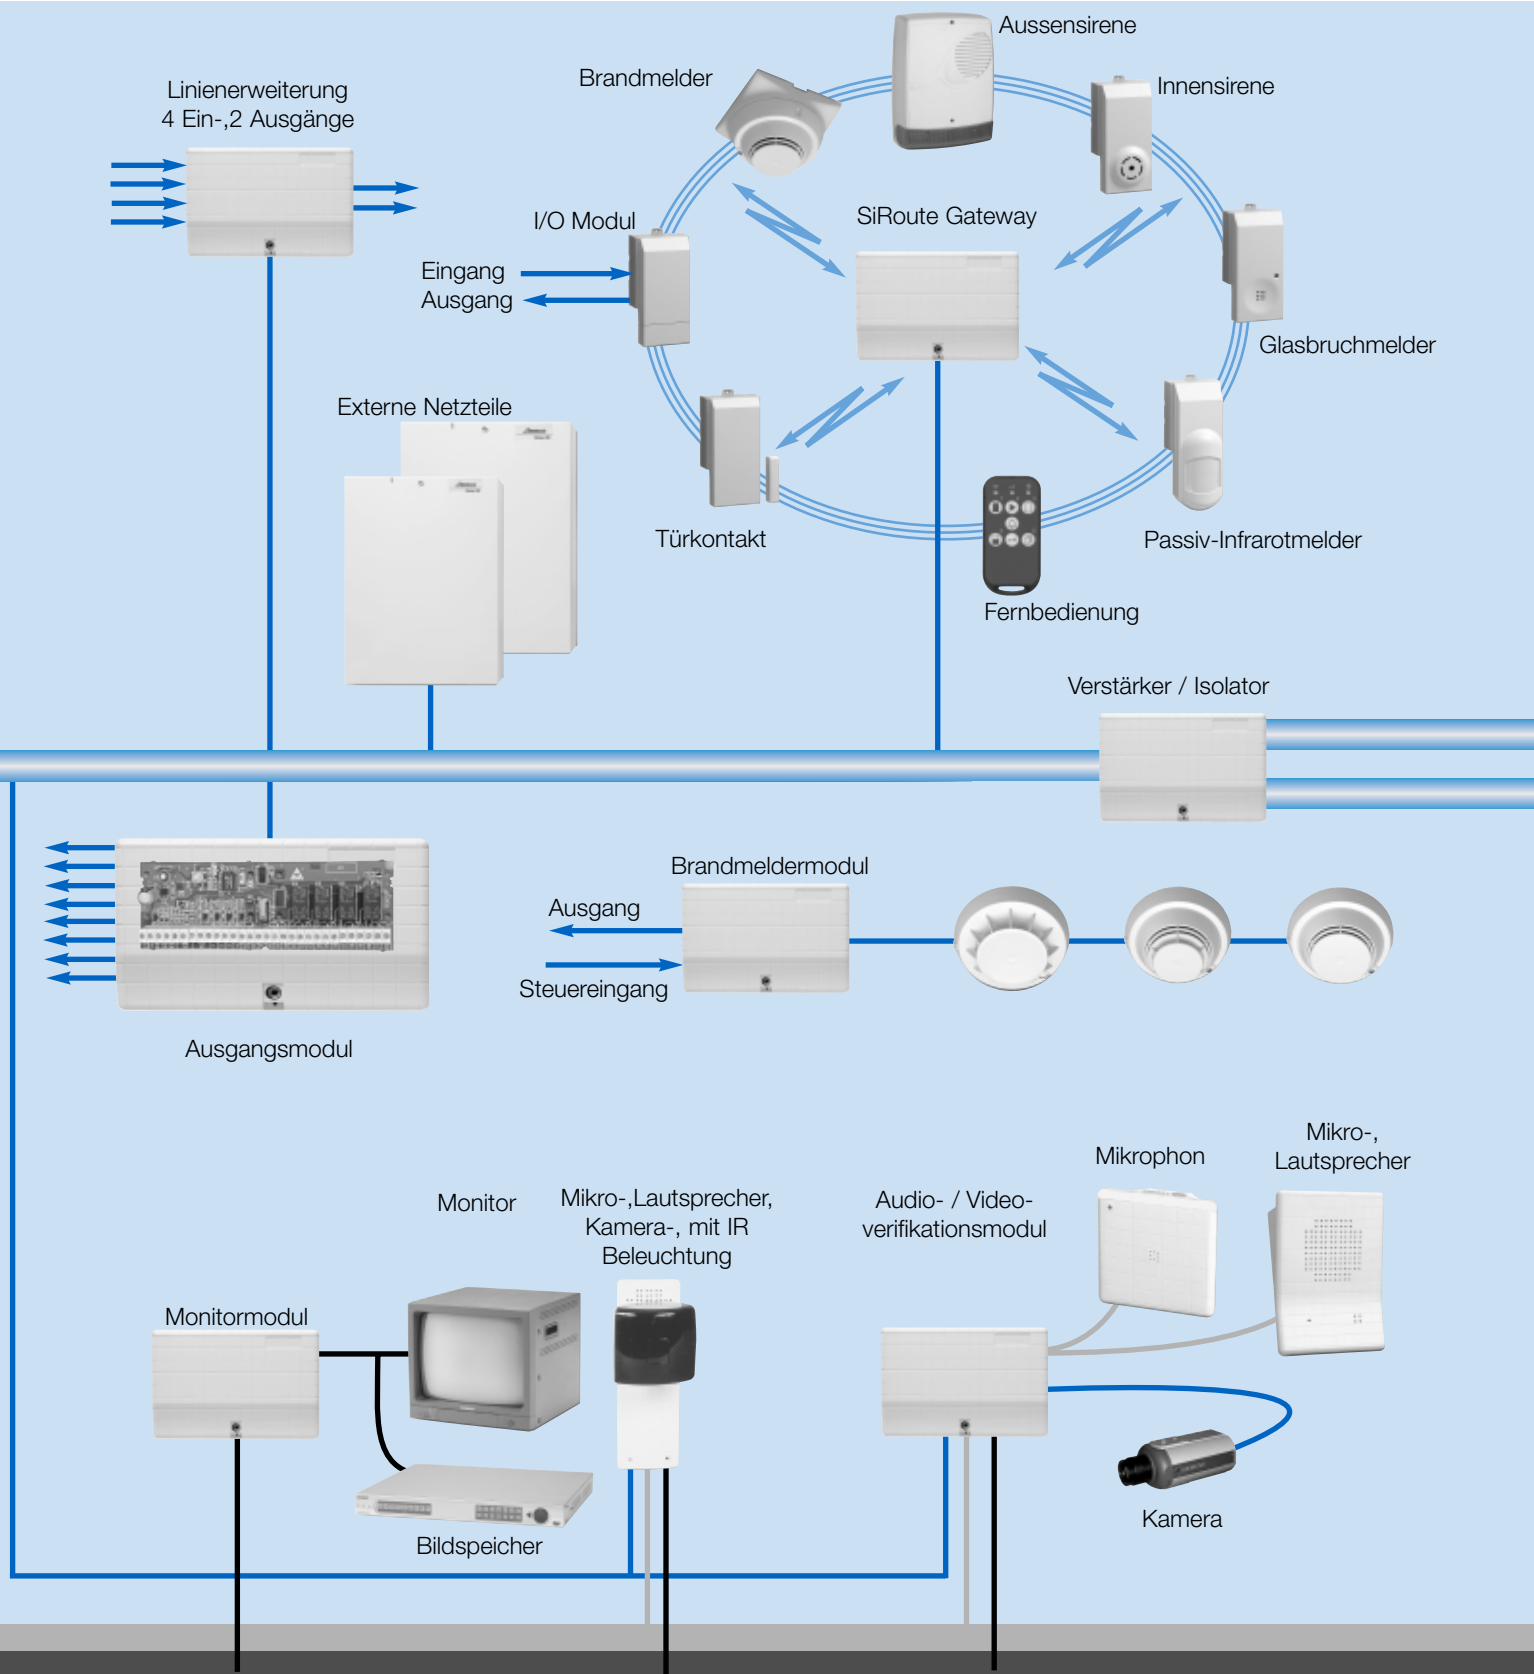 Aussensirene
Brandmelder
Innensirene
Linienerweiterung
4 Ein-,2 Ausgänge
I/O Modul
SiRoute Gateway
Eingang
Ausgang
Glasbruchmelder
Externe Netzteile
Türkontakt
Passiv-Infrarotmelder
Fernbedienung
Verstärker / Isolator
Brandmeldermodul
Ausgang
Steuereingang
Ausgangsmodul
Mikro-,
Lautsprecher
Mikrophon
Monitor
Mikro-,Lautsprecher,
Kamera-, mit IR
Beleuchtung
Audio- / Video-
verifikationsmodul
Monitormodul
Kamera
Bildspeicher